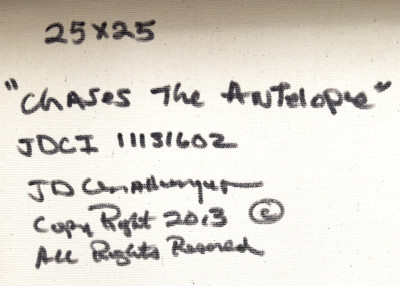 25x25
"Chases The Antelope"
JDCI 11131602
JD Challenger
Copy Right 2013 ©
All Rights Reserved